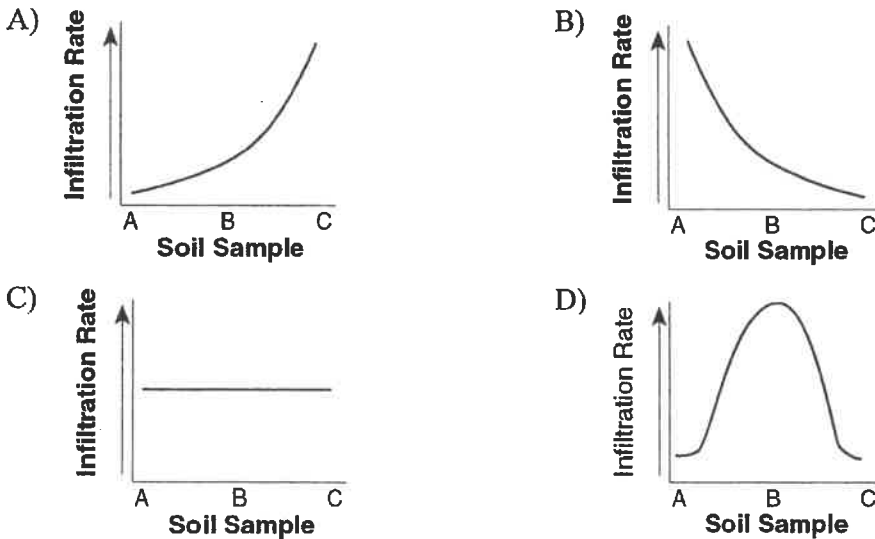 A)
Infiltration Rate
A B C
Soil Sample
B)
Infiltration Rate
A B C
Soil Sample
C)
Infiltration Rate
A B C
Soil Sample
D)
Infiltration Rate
A B C
Soil Sample